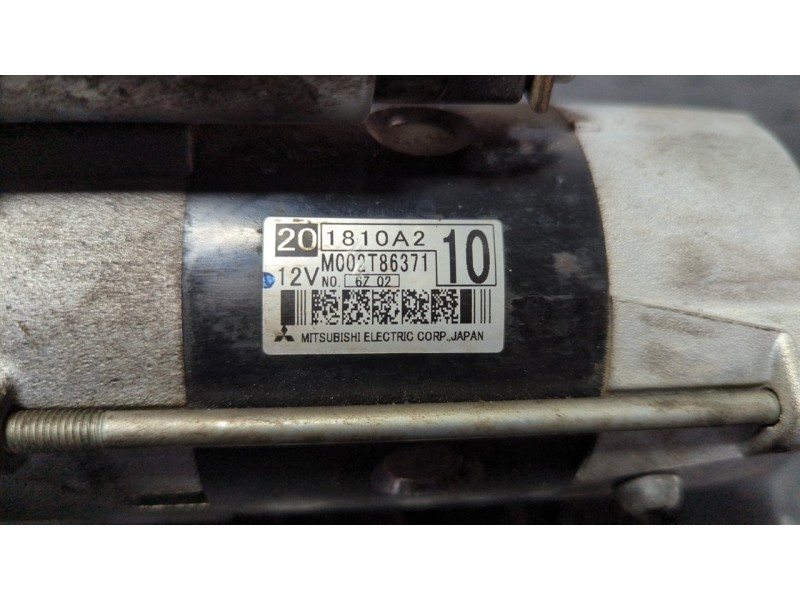 20 1810A2
12V M002T86371 10
NO. 6Z 02
MITSUBISHI ELECTRIC CORP., JAPAN